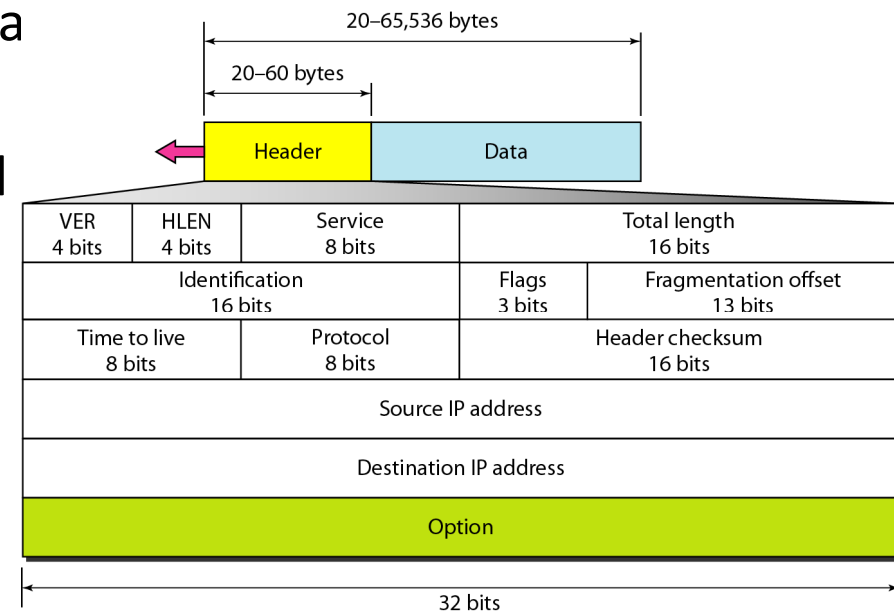 a
20–65,536 bytes
20–60 bytes
Header
Data
VER
4 bits
HLEN
4 bits
Service
8 bits
Total length
16 bits
Identification
16 bits
Flags
3 bits
Fragmentation offset
13 bits
Time to live
8 bits
Protocol
8 bits
Header checksum
16 bits
Source IP address
Destination IP address
Option
32 bits